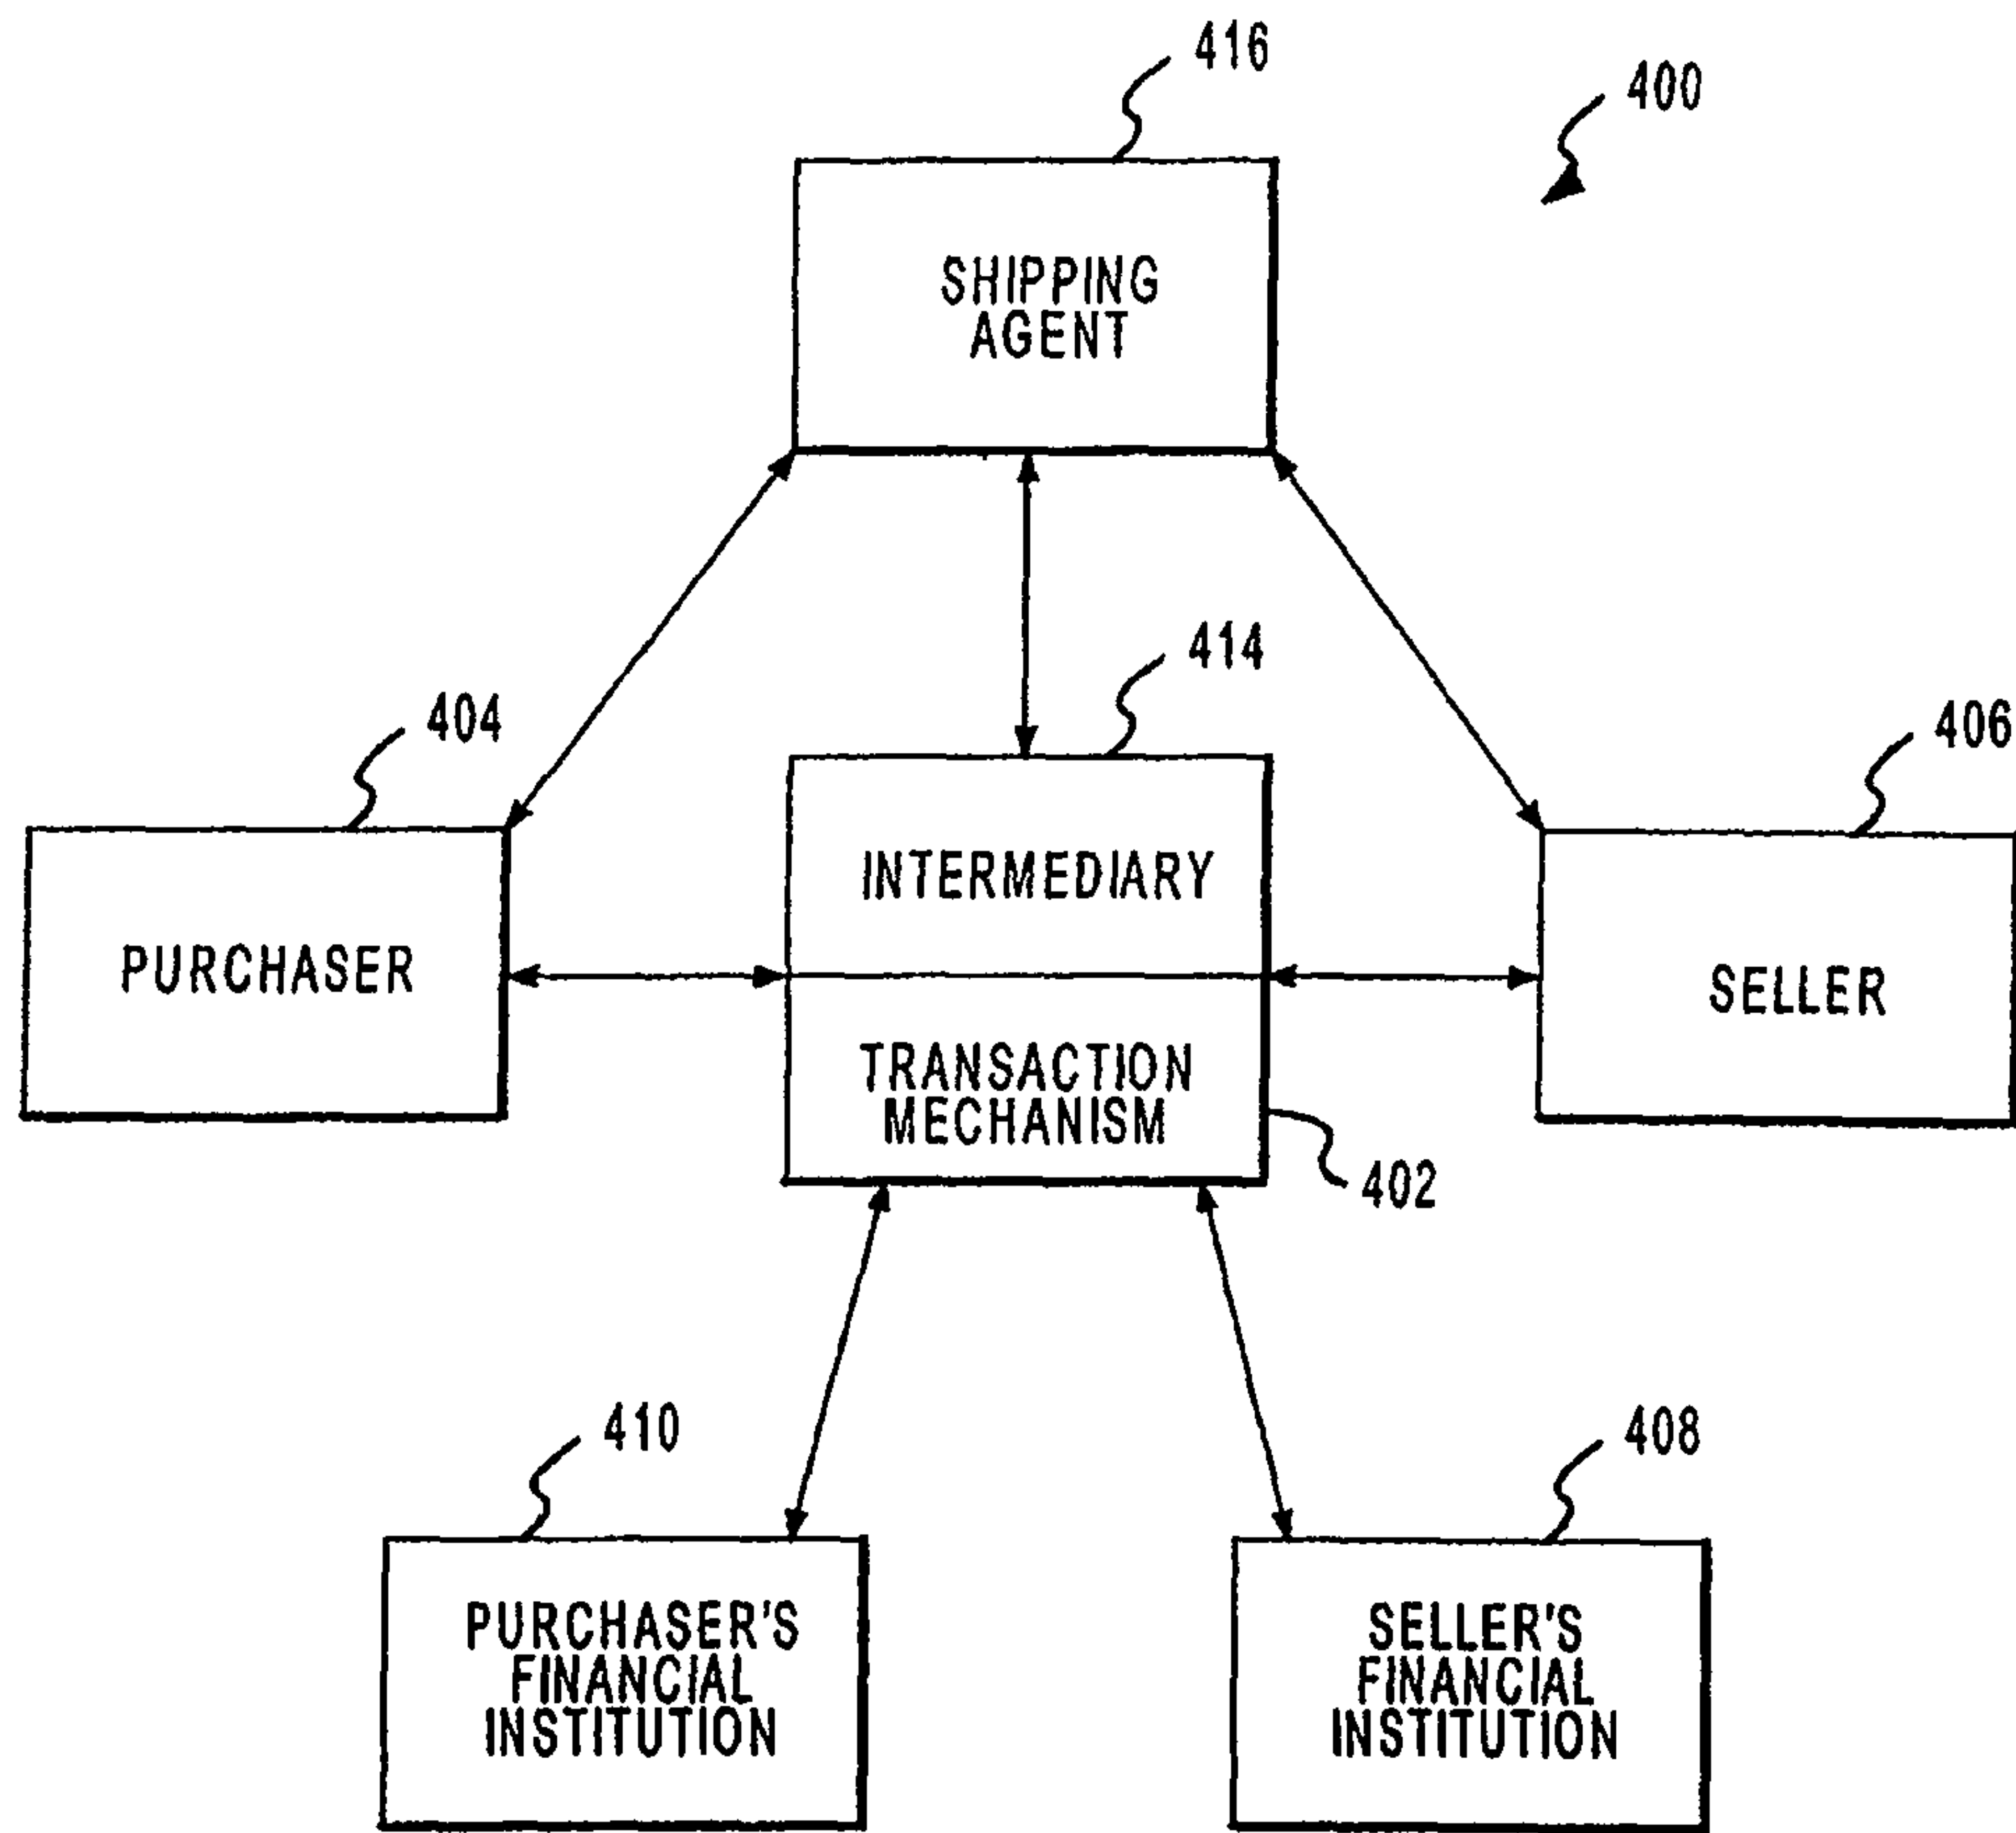 416
400
SHIPPING
AGENT
414
404
406
INTERMEDIARY
PURCHASER
SELLER
TRANSACTION
MECHANISM
402
410
408
PURCHASER'S
FINANCIAL
INSTITUTION
SELLER'S
FINANCIAL
INSTITUTION